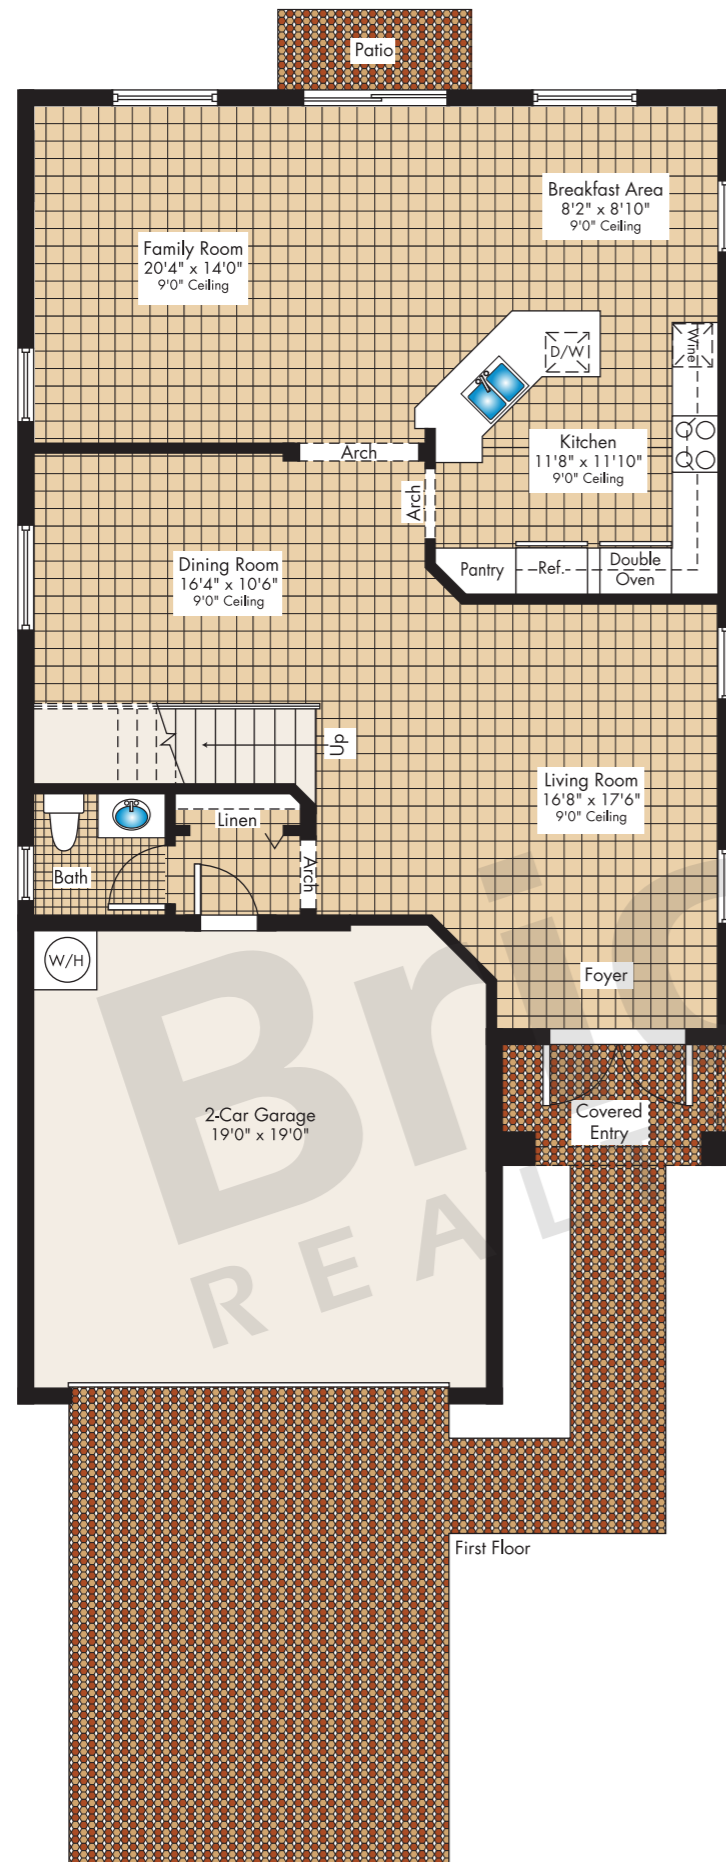 Patio
Breakfast Area
8'2" x 8'10"
9'0" Ceiling
Family Room
20'4" x 14'0"
9'0" Ceiling
Wine
D/W
Kitchen
11'8" x 11'10"
9'0" Ceiling
Arch
Arch
Pantry
Ref.
Double
Oven
Dining Room
16'4" x 10'6"
9'0" Ceiling
Up
Living Room
16'8" x 17'6"
9'0" Ceiling
Linen
Arch
Bath
W/H
Foyer
2-Car Garage
19'0" x 19'0"
Covered
Entry
First Floor